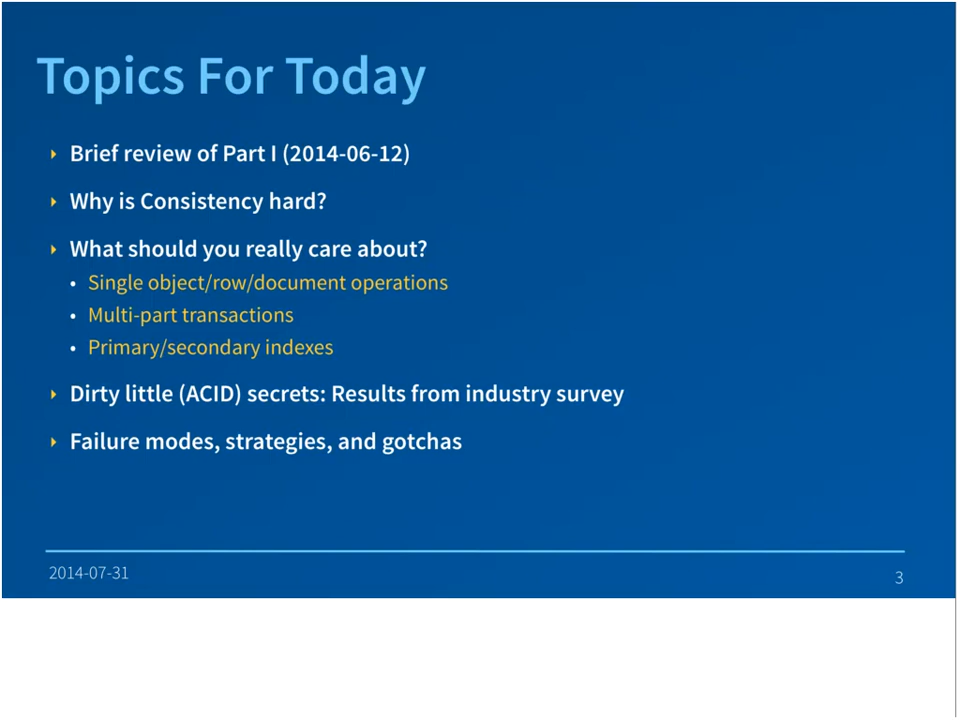 Topics For Today
Brief review of Part I (2014-06-12)
Why is Consistency hard?
What should you really care about?
• Single object/row/document operations
• Multi-part transactions
• Primary/secondary indexes
Dirty little (ACID) secrets: Results from industry survey
Failure modes, strategies, and gotchas
2014-07-31
3